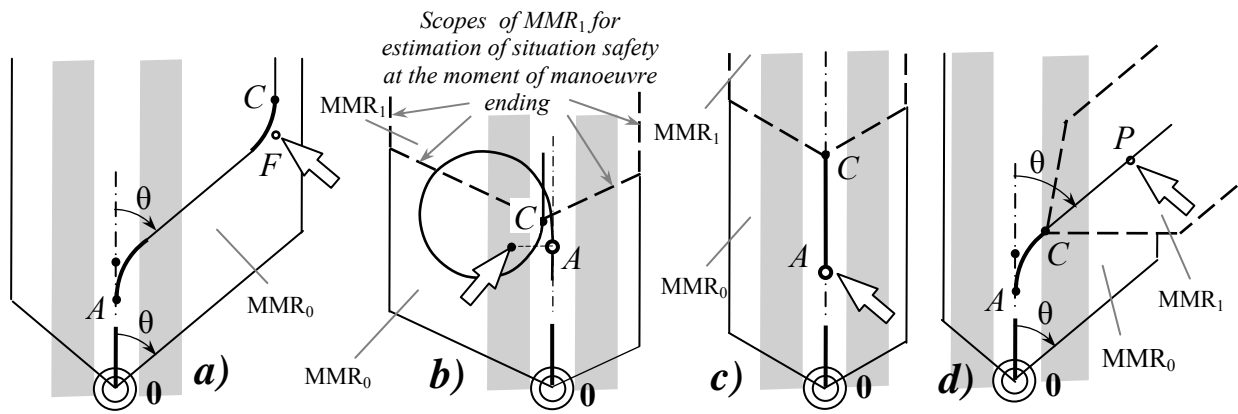 Scopes of MMR₁ for
estimation of situation safety
at the moment of manoeuvre
ending
C
F
θ
A
θ
MMR₀
0
a)
MMR₁
C
A
MMR₀
0
b)
MMR₁
C
MMR₀
A
0
c)
P
θ
C
A
θ
MMR₁
MMR₀
0
d)